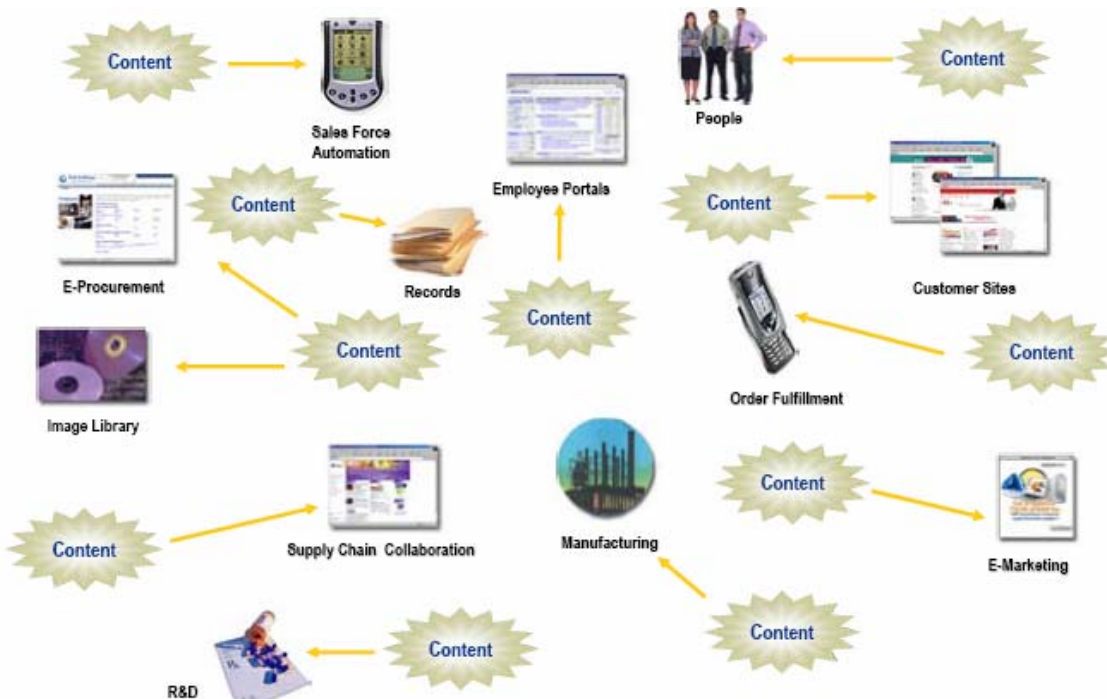 Content
Content
Sales Force
Automation
People
Employee Portals
Content
Content
E-Procurement
Records
Customer Sites
Content
Content
Content
Image Library
Order Fulfillment
Content
Content
Supply Chain Collaboration
Manufacturing
E-Marketing
Content
Content
R&D